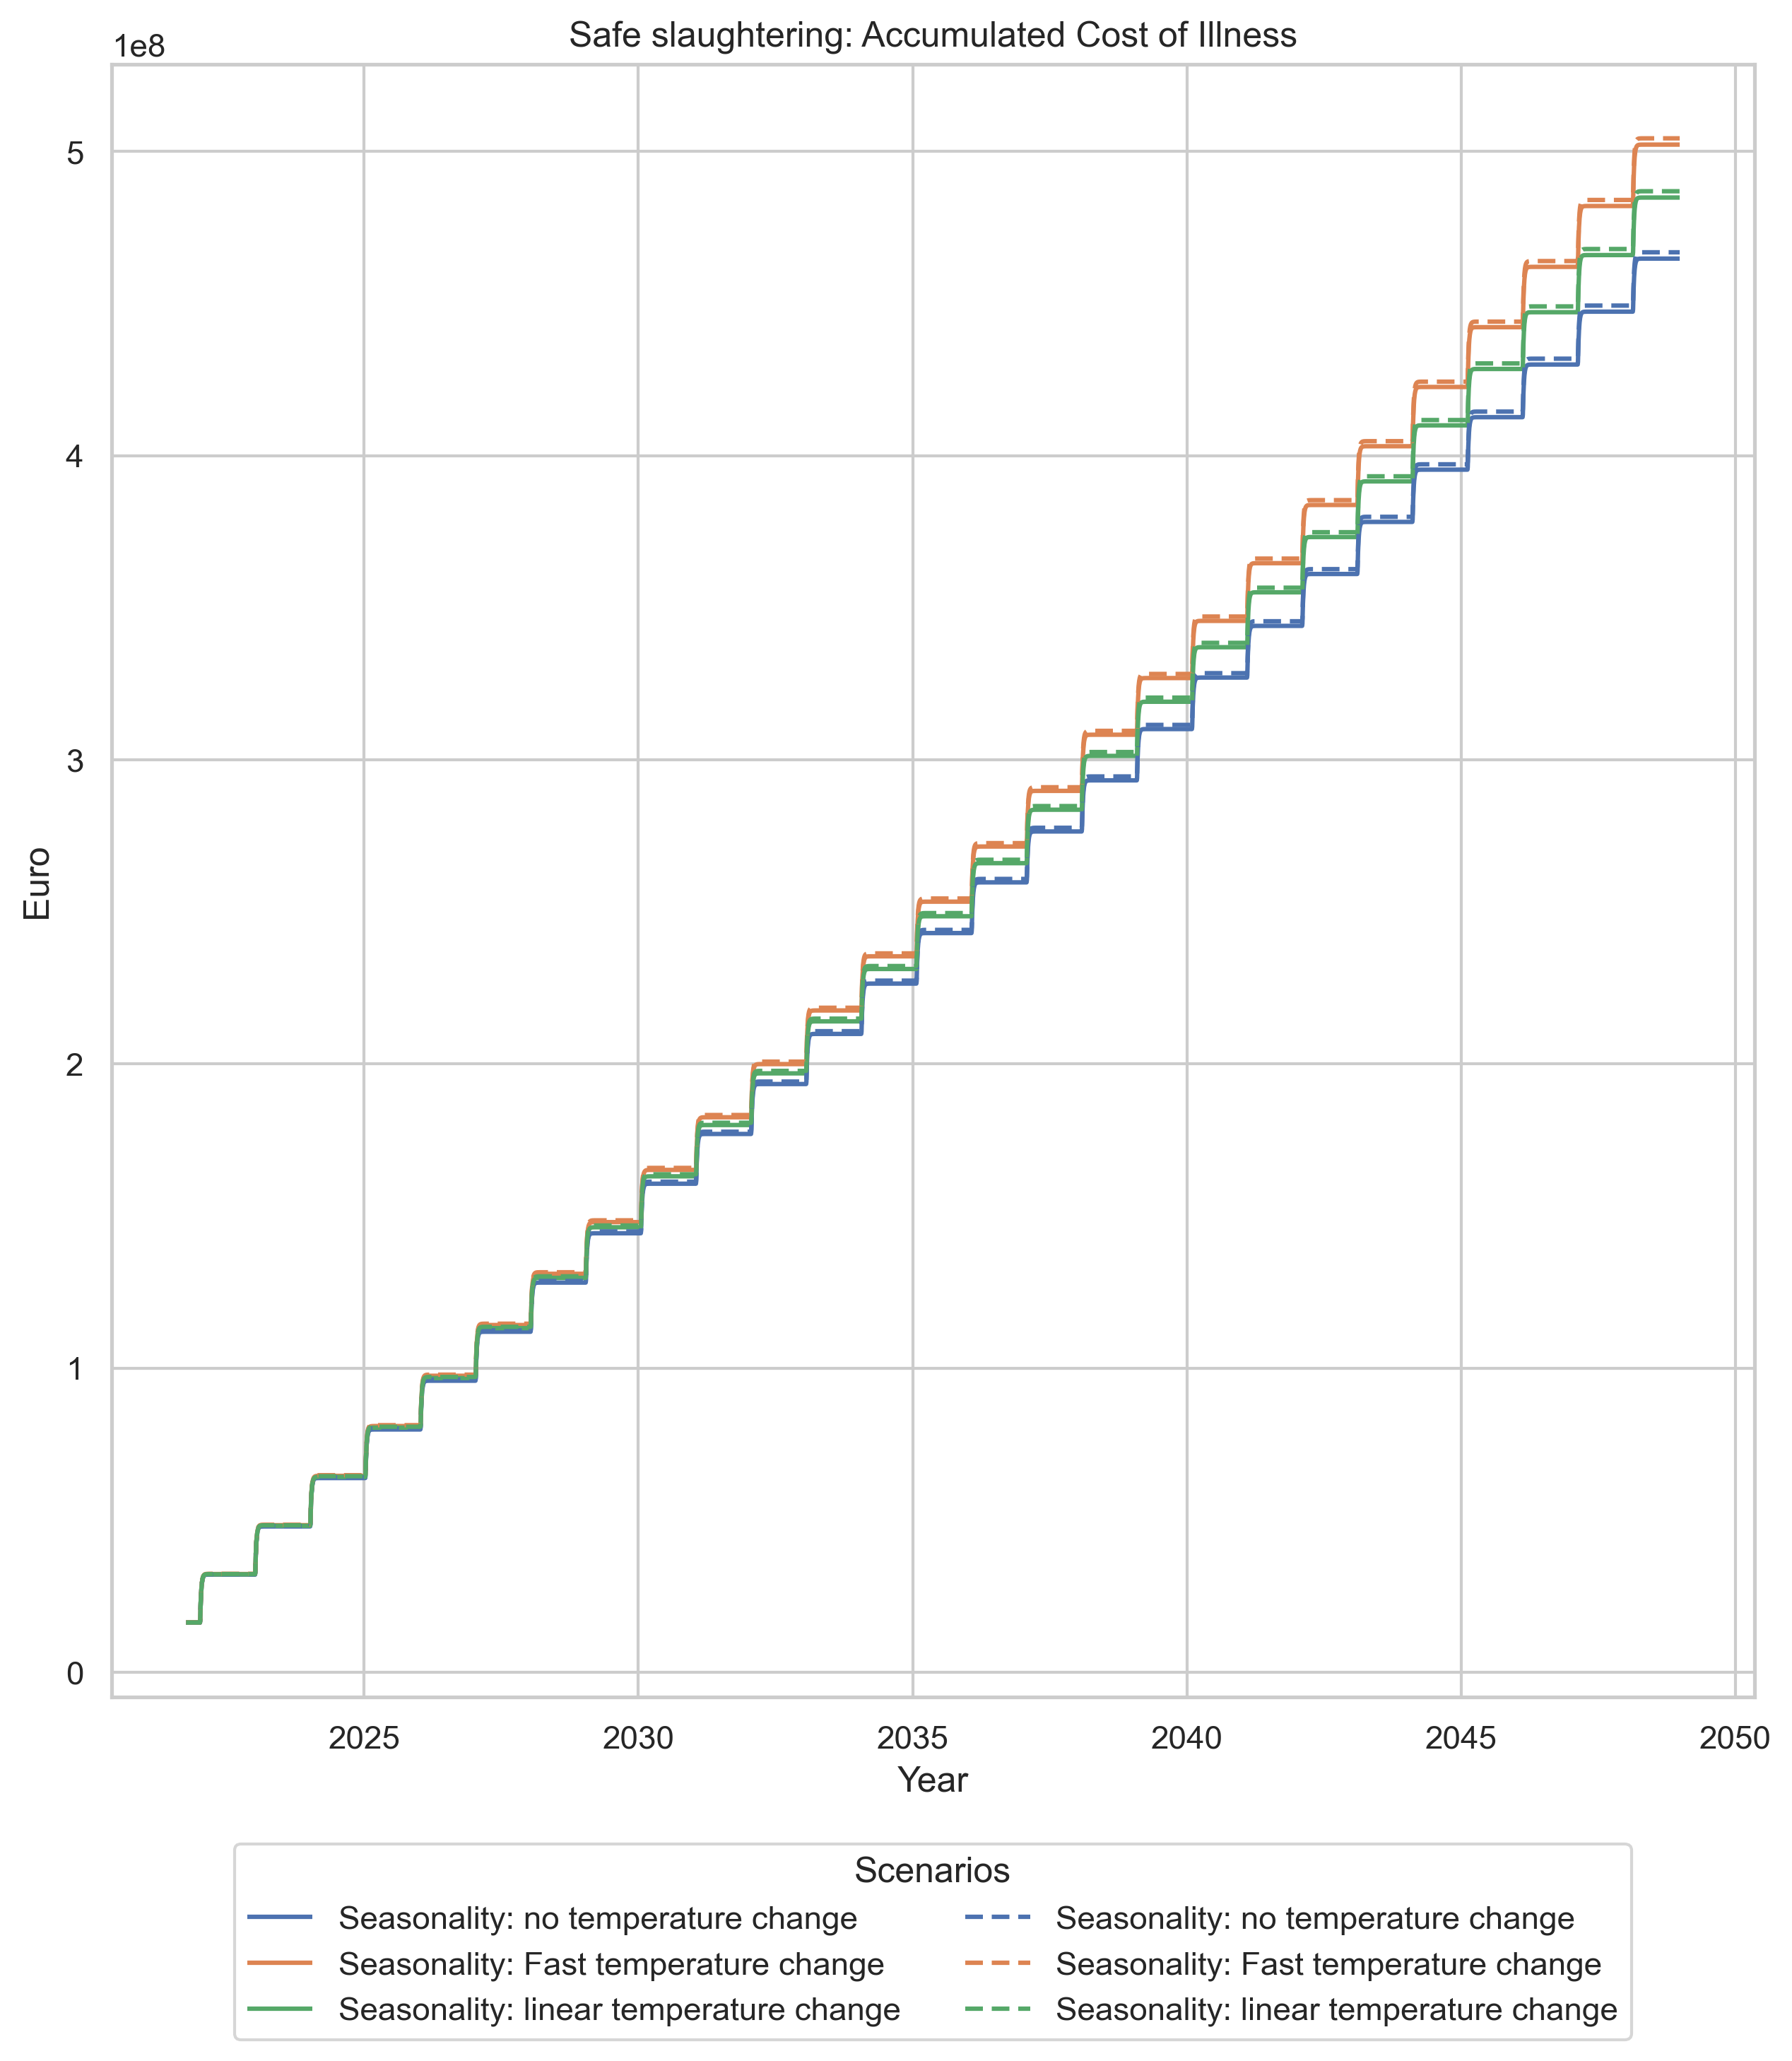 Safe slaughtering: Accumulated Cost of Illness
1e8
5
4
3
2
1
0
Euro
2025 2030 2035 2040 2045 2050
Year
Scenarios
Seasonality: no temperature change Seasonality: no temperature change
Seasonality: Fast temperature change Seasonality: Fast temperature change
Seasonality: linear temperature change Seasonality: linear temperature change